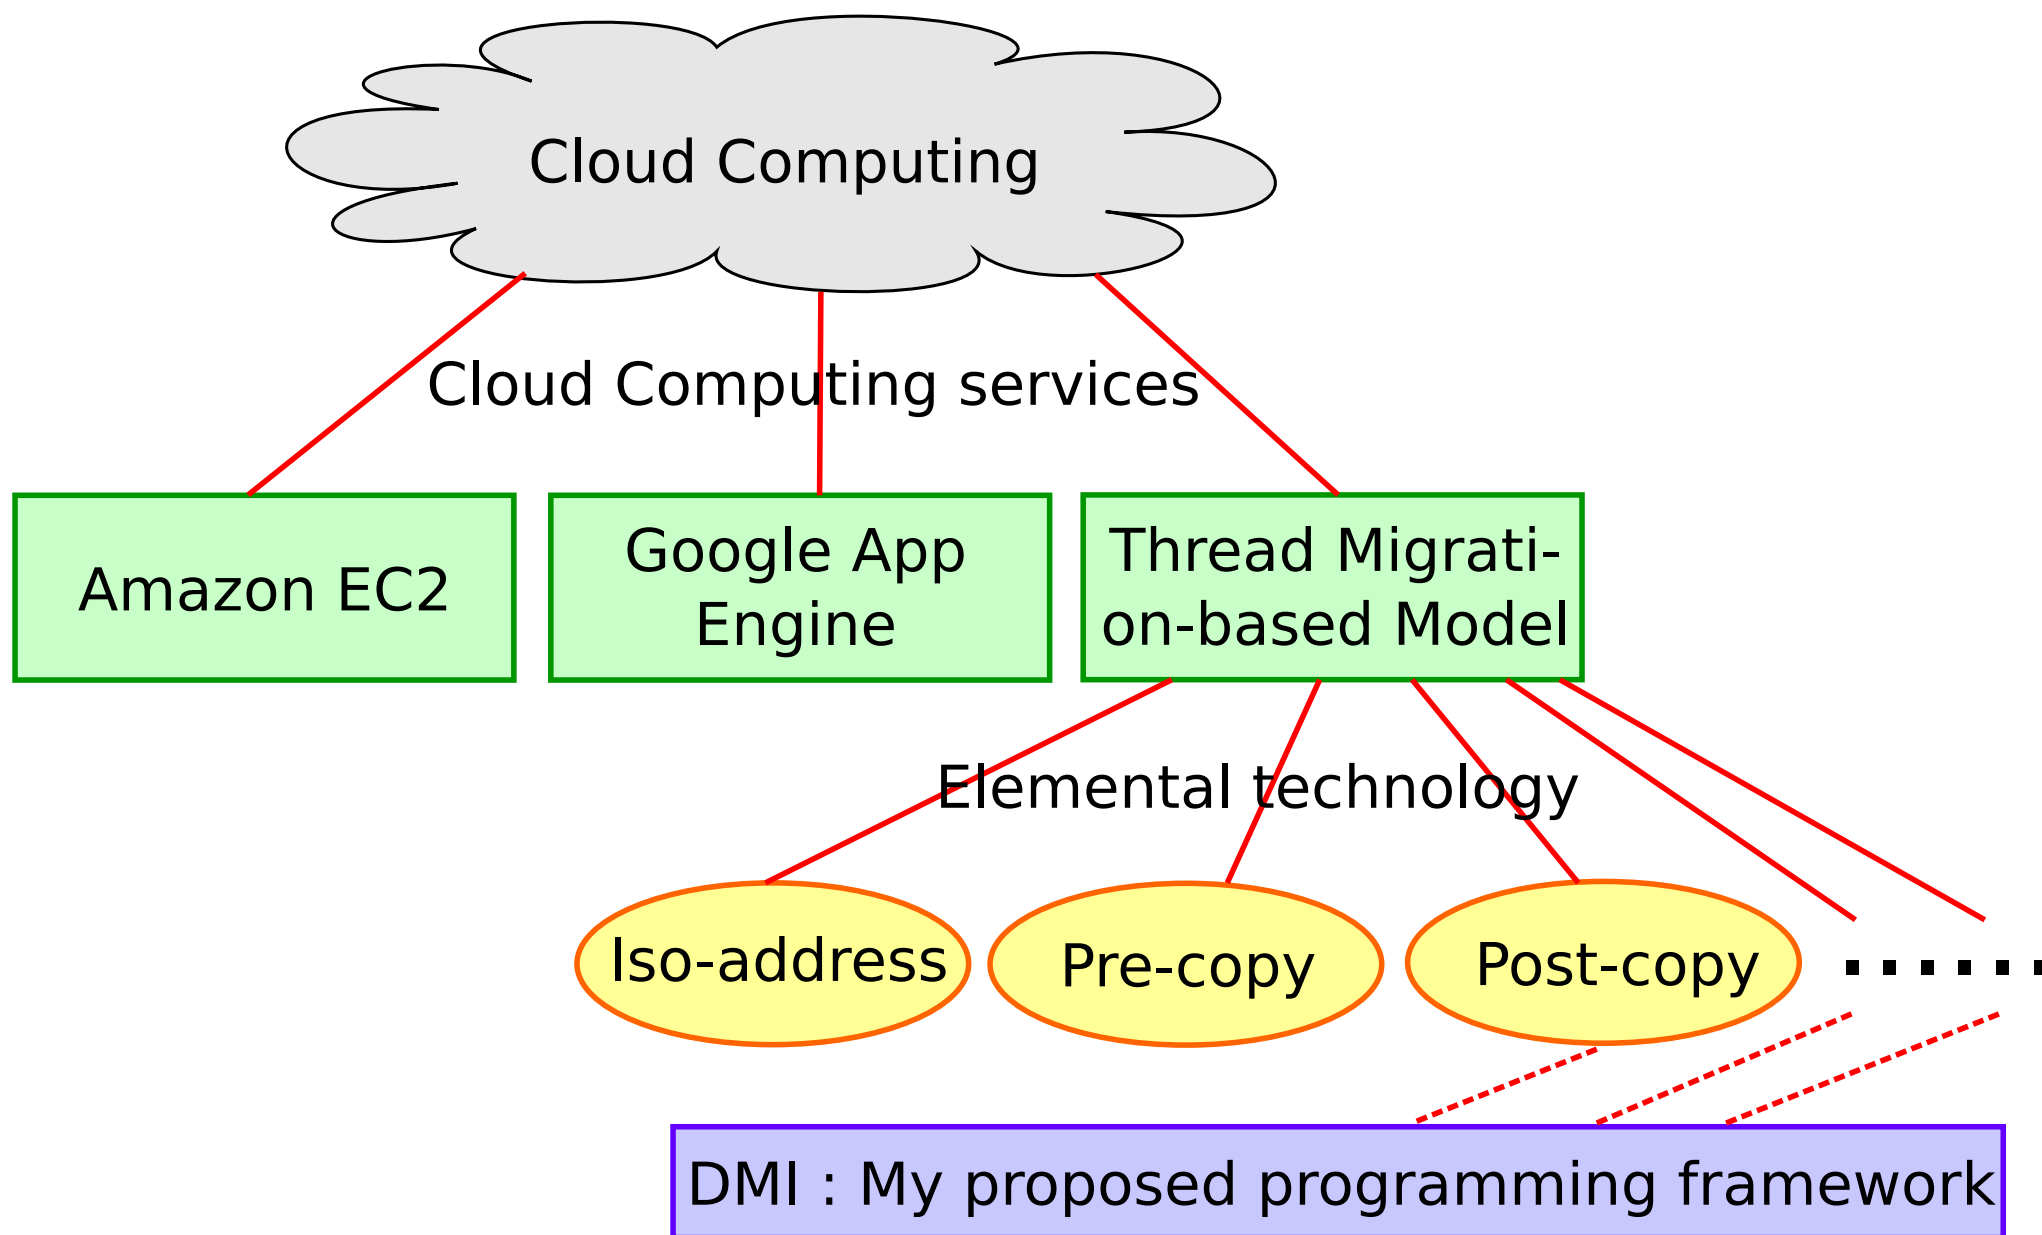 Cloud Computing
Cloud Computing services
Amazon EC2
Google App
Engine
Thread Migrati-
on-based Model
Elemental technology
Iso-address
Pre-copy
Post-copy
DMI : My proposed programming framework